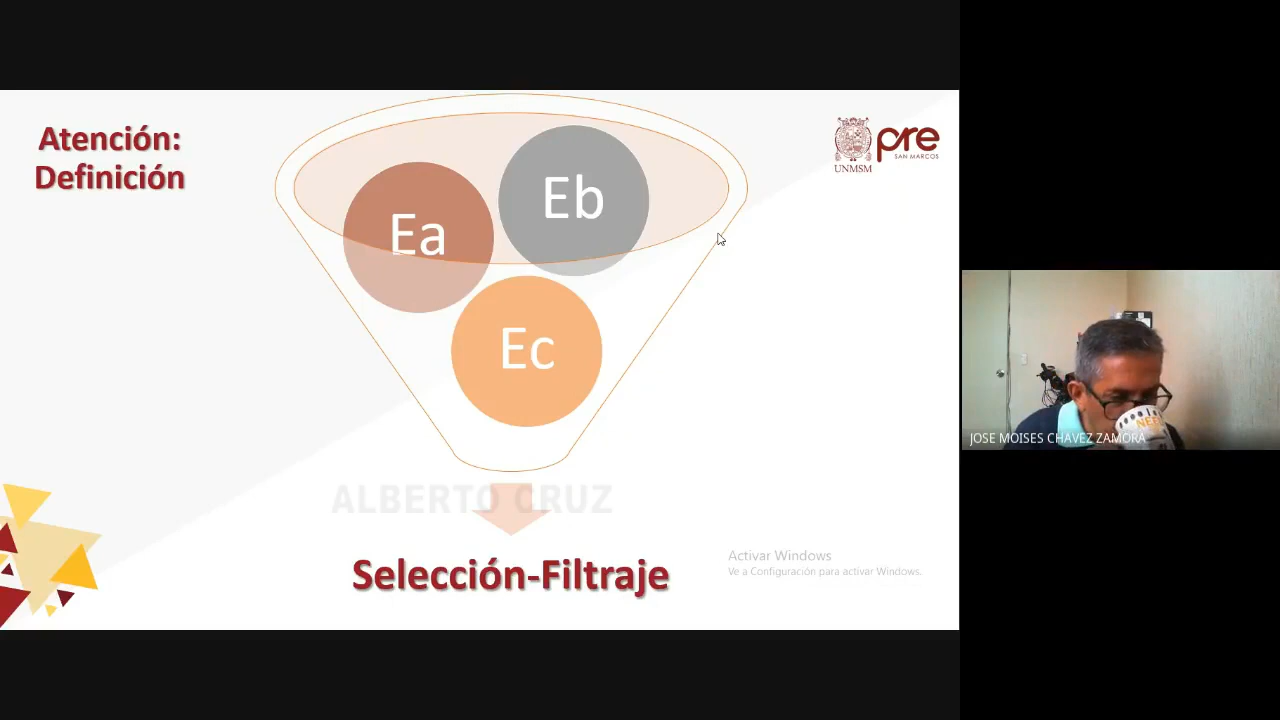 Atención:
Definición
Ea
Eb
Ec
UNMSM
pre
SAN MARCOS
ALBERTO CRUZ
Selección-Filtraje
Activar Windows
Ve a Configuración para activar Windows.
JOSE MOISES CHAVEZ ZAMORA